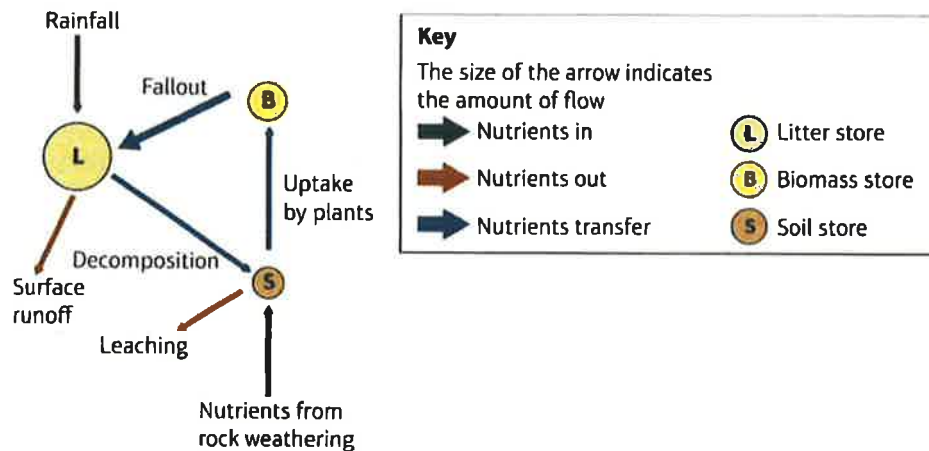 Rainfall
Fallout
B
L
Uptake
by plants
Decomposition
S
Surface
runoff
Leaching
Nutrients from
rock weathering
Key
The size of the arrow indicates
the amount of flow
Nutrients in
L Litter store
Nutrients out
B Biomass store
Nutrients transfer
S Soil store